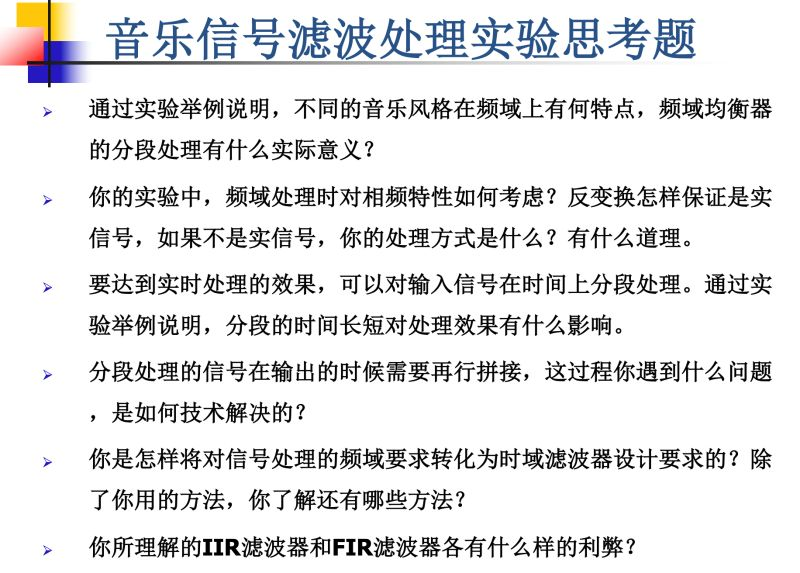 音乐信号滤波处理实验思考题
通过实验举例说明，不同的音乐风格在频域上有何特点，频域均衡器
的分段处理有什么实际意义？
你的实验中，频域处理时对相频特性如何考虑？反变换怎样保证是实
信号，如果不是实信号，你的处理方式是什么？有什么道理。
要达到实时处理的效果，可以对输入信号在时间上分段处理。通过实
验举例说明，分段的时间长短对处理效果有什么影响。
分段处理的信号在输出的时候需要再行拼接，这过程你遇到什么问题
，是如何技术解决的？
你是怎样将对信号处理的频域要求转化为时域滤波器设计要求的？除
了你用的方法，你了解还有哪些方法？
你所理解的IIR滤波器和FIR滤波器各有什么样的利弊？